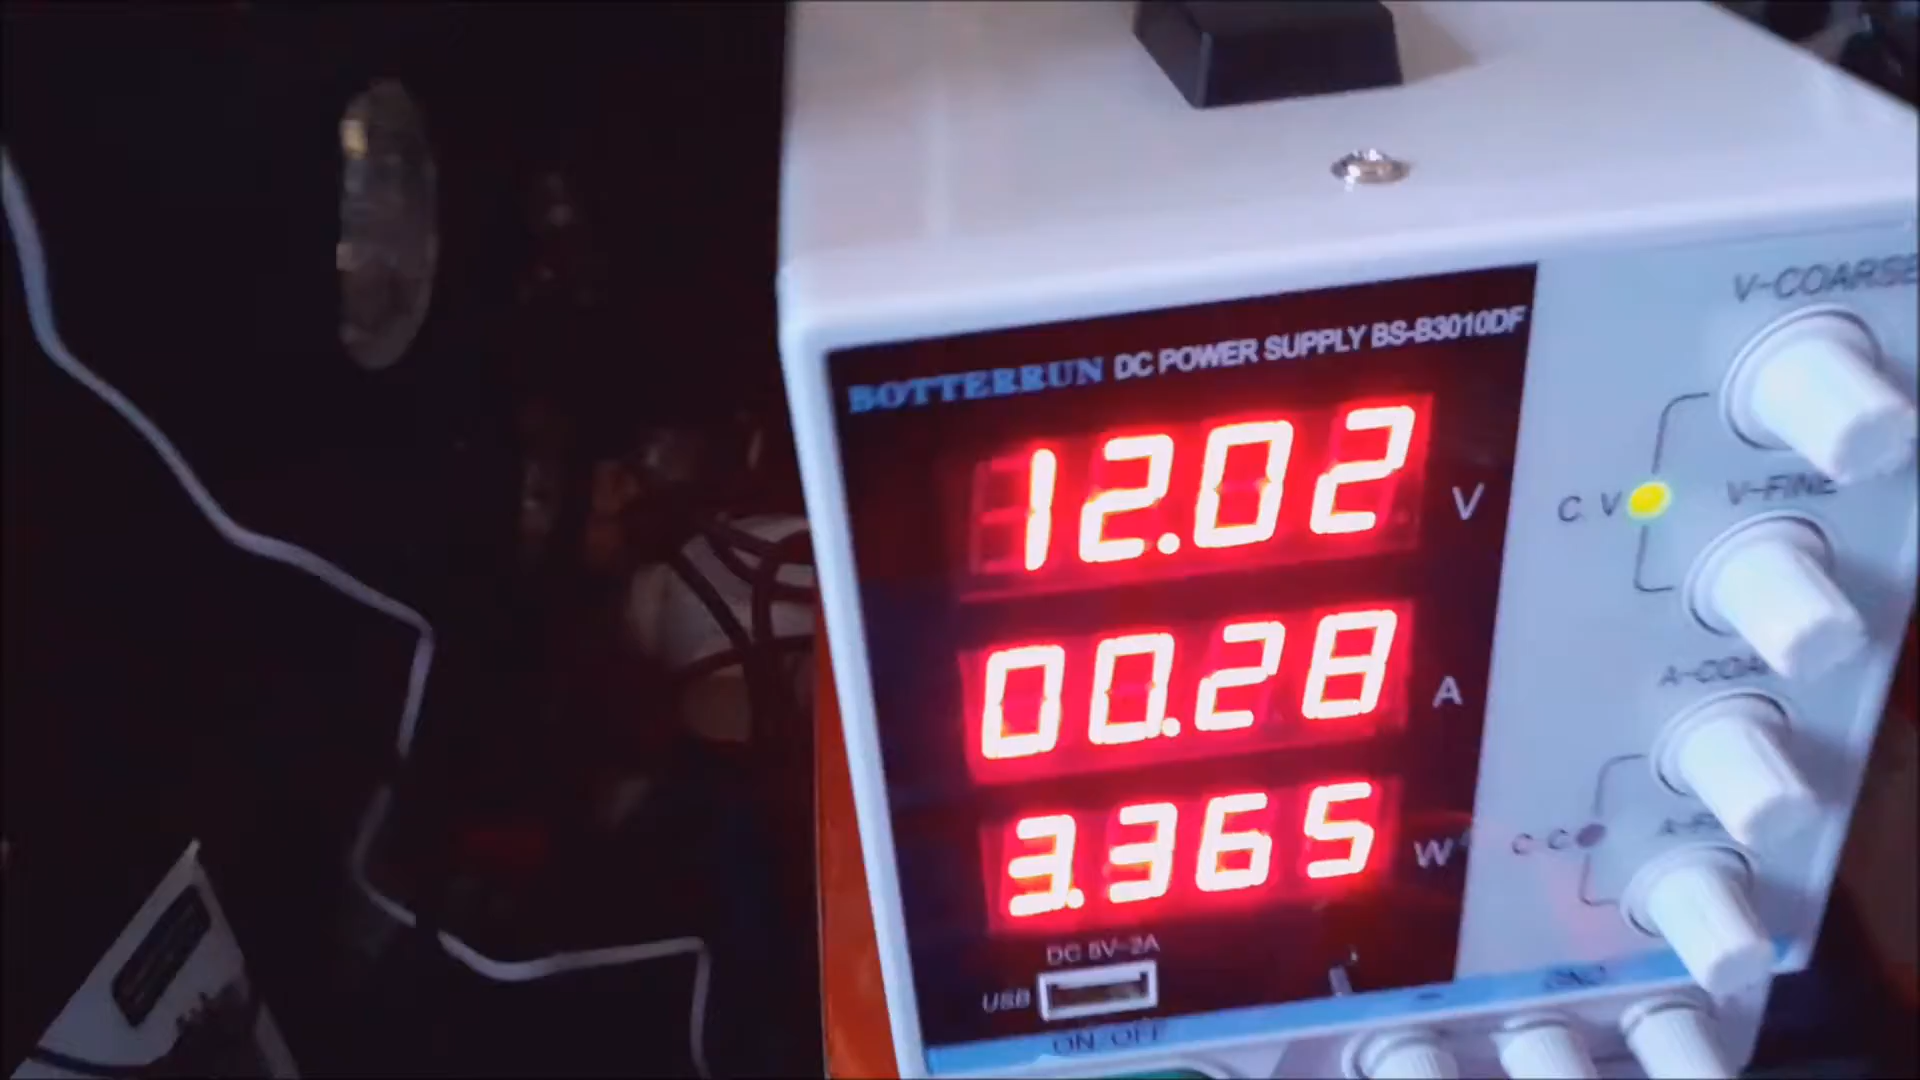 V-COARSE
BOTTERRUN DC POWER SUPPLY BS-B3010DF
12.02 V
C.V
V-FINE
00.28 A
3.365 W
C.C
DC 5V-2A
USB
ON OFF